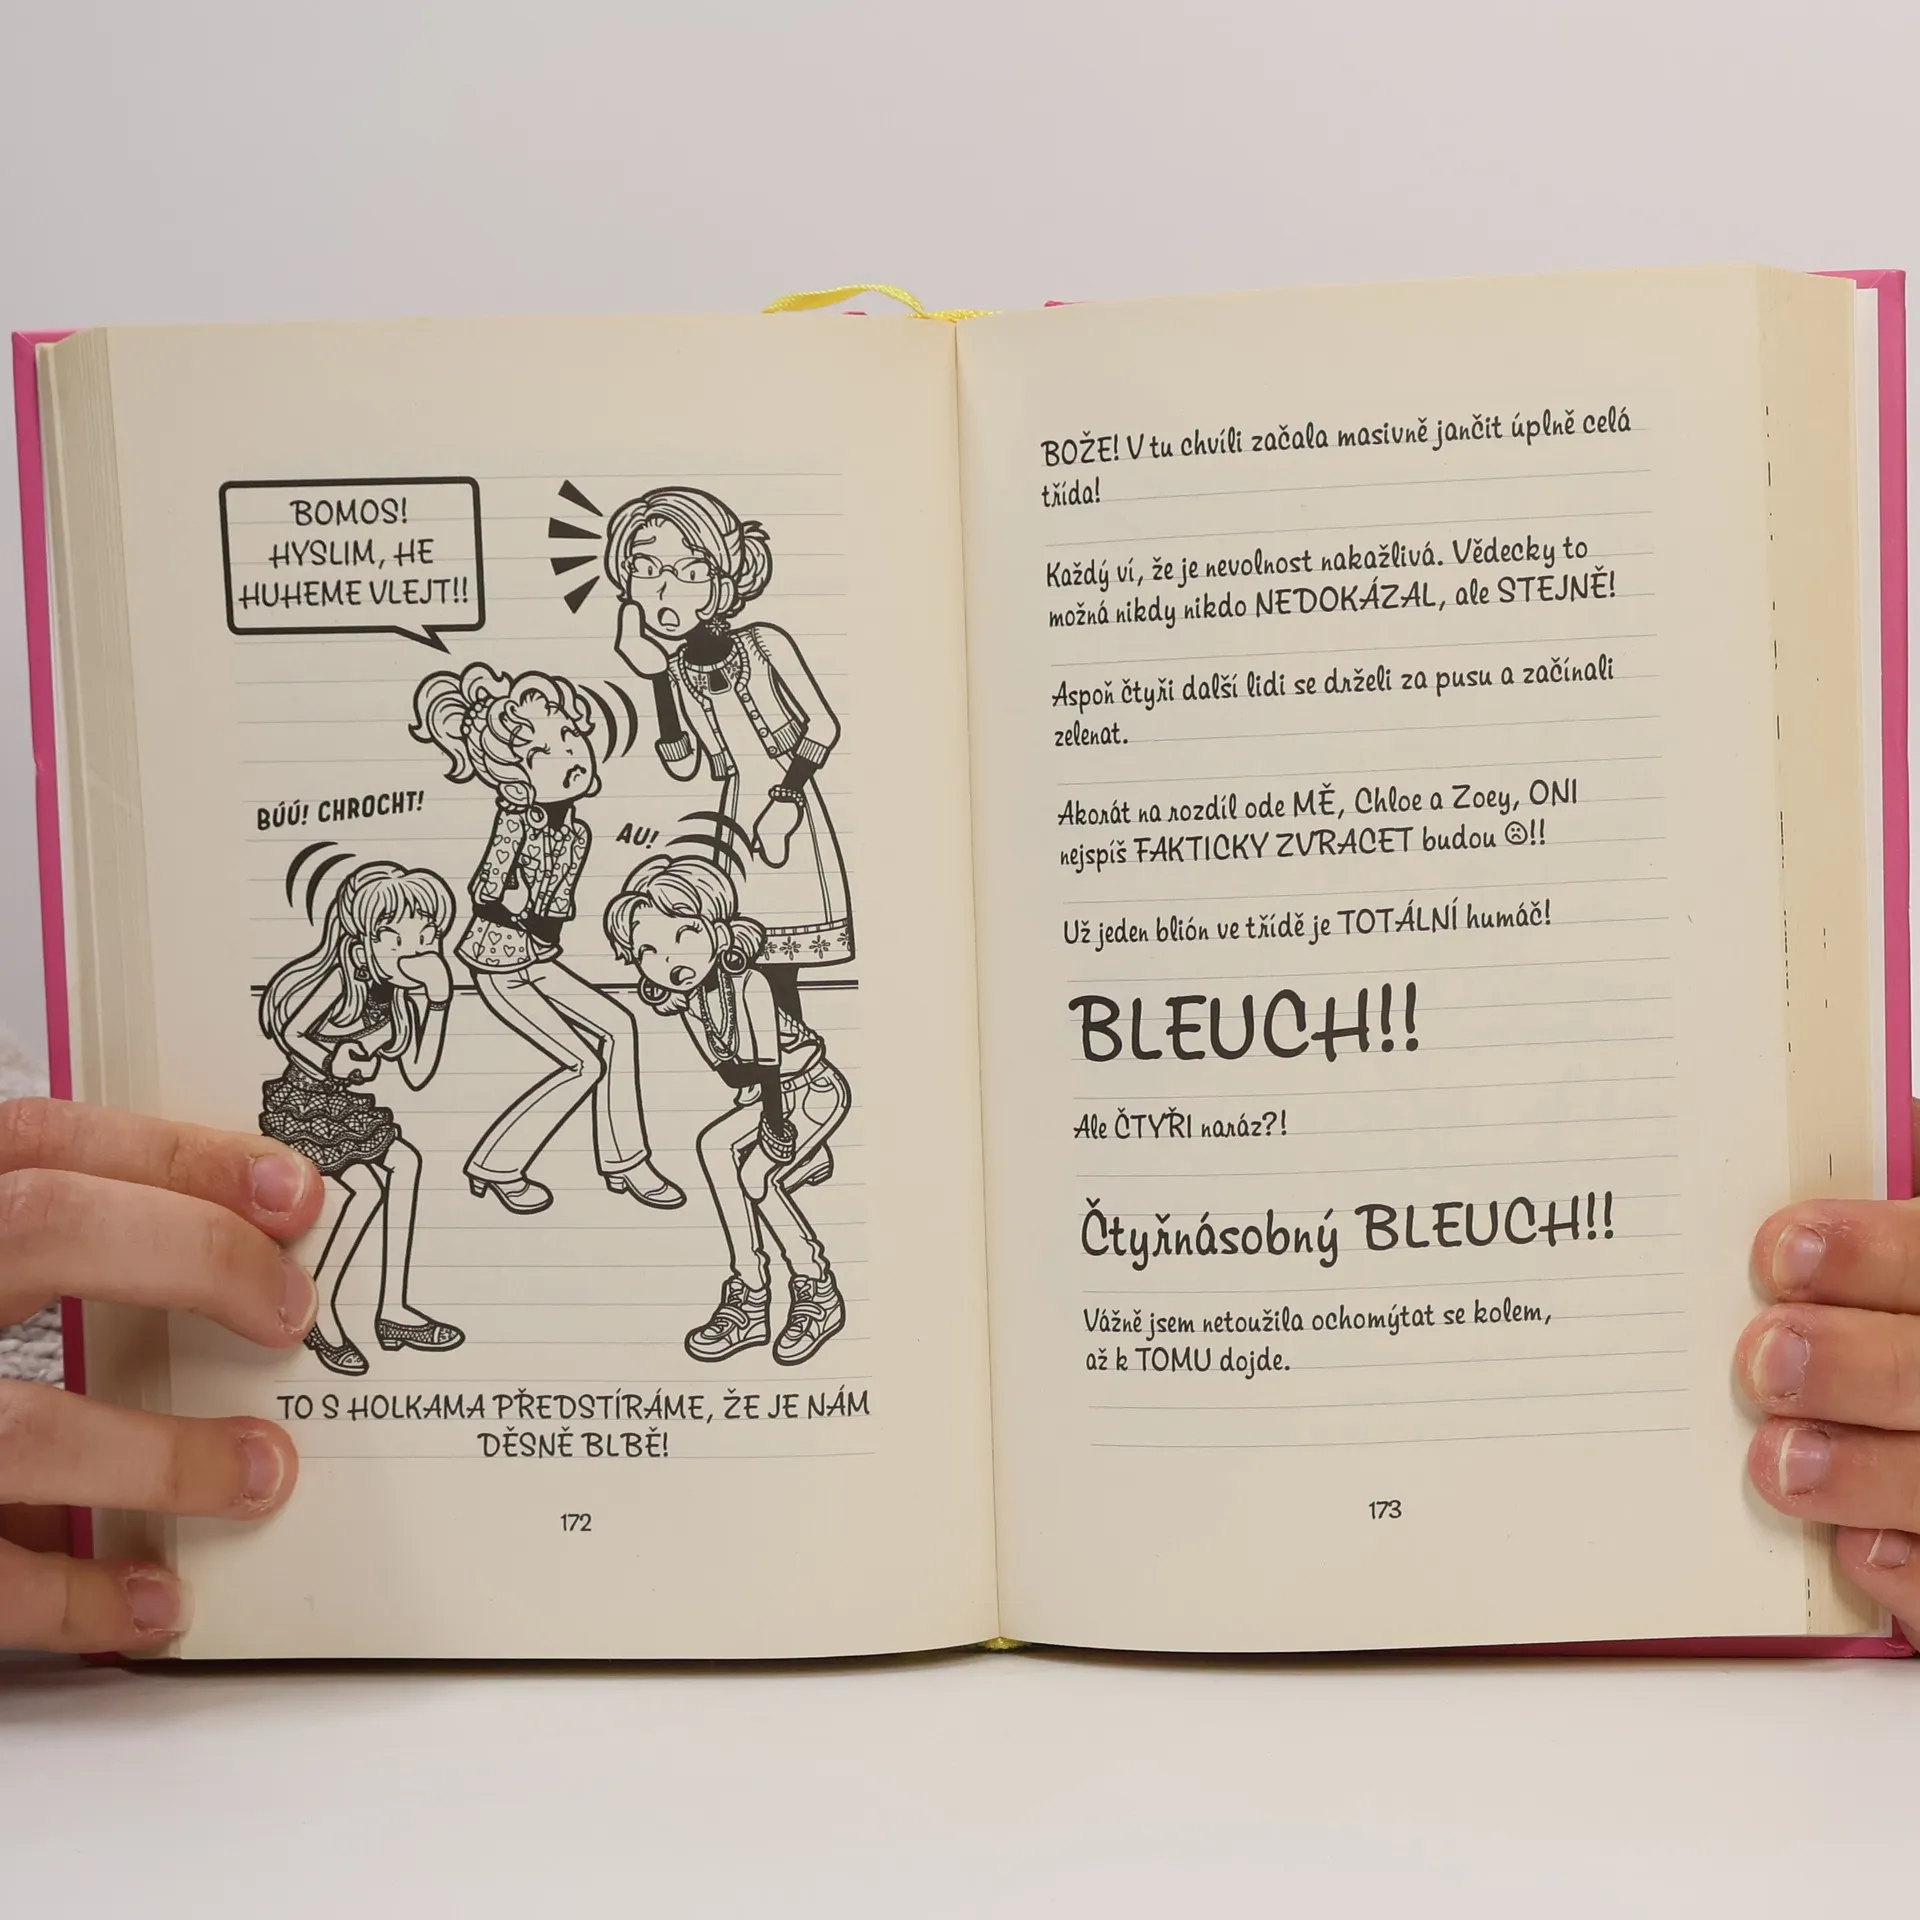 BOMOS!
HYSLIM, HE
HUHEME VLEJT!!
BÚÚ! CHROCHT!
AU!
TO S HOLKAMA PŘEDSTÍRÁME, ŽE JE NÁM
DĚSNĚ BLBĚ!
172
BOŽE! V tu chvíli začala masivně jančit úplně celá
třída!
Každý ví, že je nevolnost nakažlivá. Vědecky to
možná nikdy nikdo NEDOKÁZAL, ale STEJNĚ!
Aspoň čtyři další lidi se drželi za pusu a začínali
zelenat.
Akorát na rozdíl ode MĚ, Chloe a Zoey, ONI
nejspíš FAKTICKY ZVRACET budou ☹!!
Už jeden blión ve třídě je TOTÁLNÍ humáč!
BLEUCH!!
Ale ČTYŘI naráz?!
Čtyřnásobný BLEUCH!!
Vážně jsem netoužila ochomýtat se kolem,
až k TOMU dojde.
173